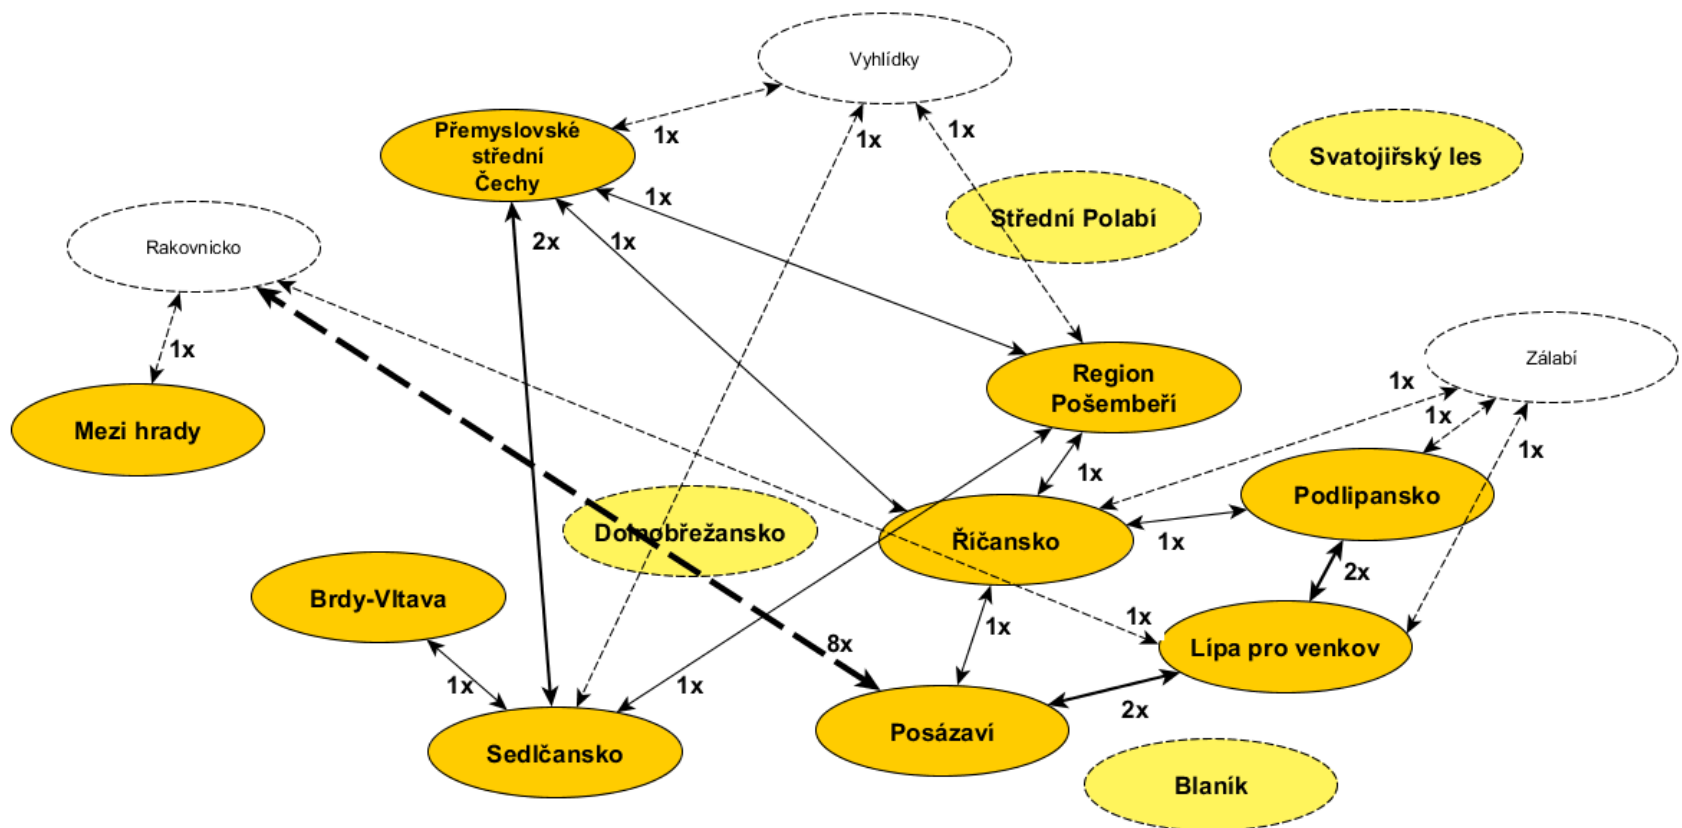 Vyhlídky
1x
1x
1x
Přemyslovské
střední
Čechy
Svatojiřský les
1x
Střední Polabí
2x
1x
Rakovnicko
1x
Zálabí
Mezi hrady
Region
Pošembeří
1x
1x
1x
1x
Podlipansko
Domobřežansko
Říčansko
1x
2x
Brdy-Vltava
1x
1x
Lípa pro venkov
8x
1x
1x
2x
Posázaví
Sedlčansko
Blaník